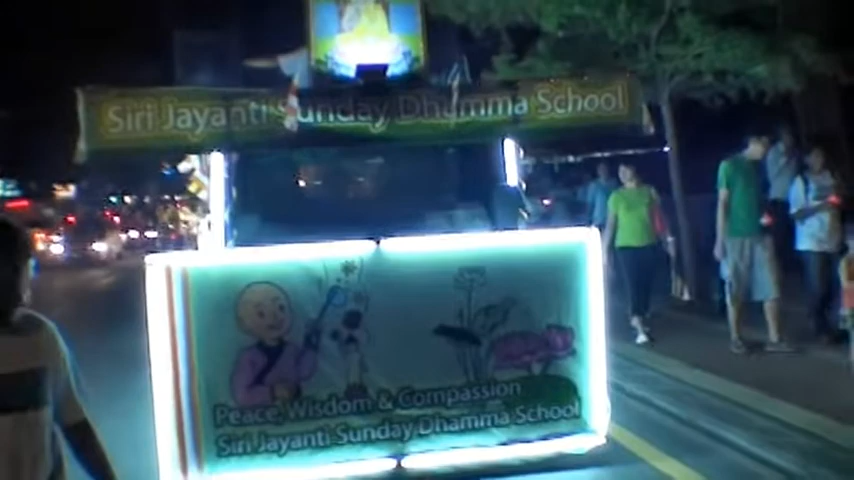 Siri Jayanti Sunday Dhamma School
Peace, Wisdom & Compassion
Siri Jayanti Sunday Dhamma School